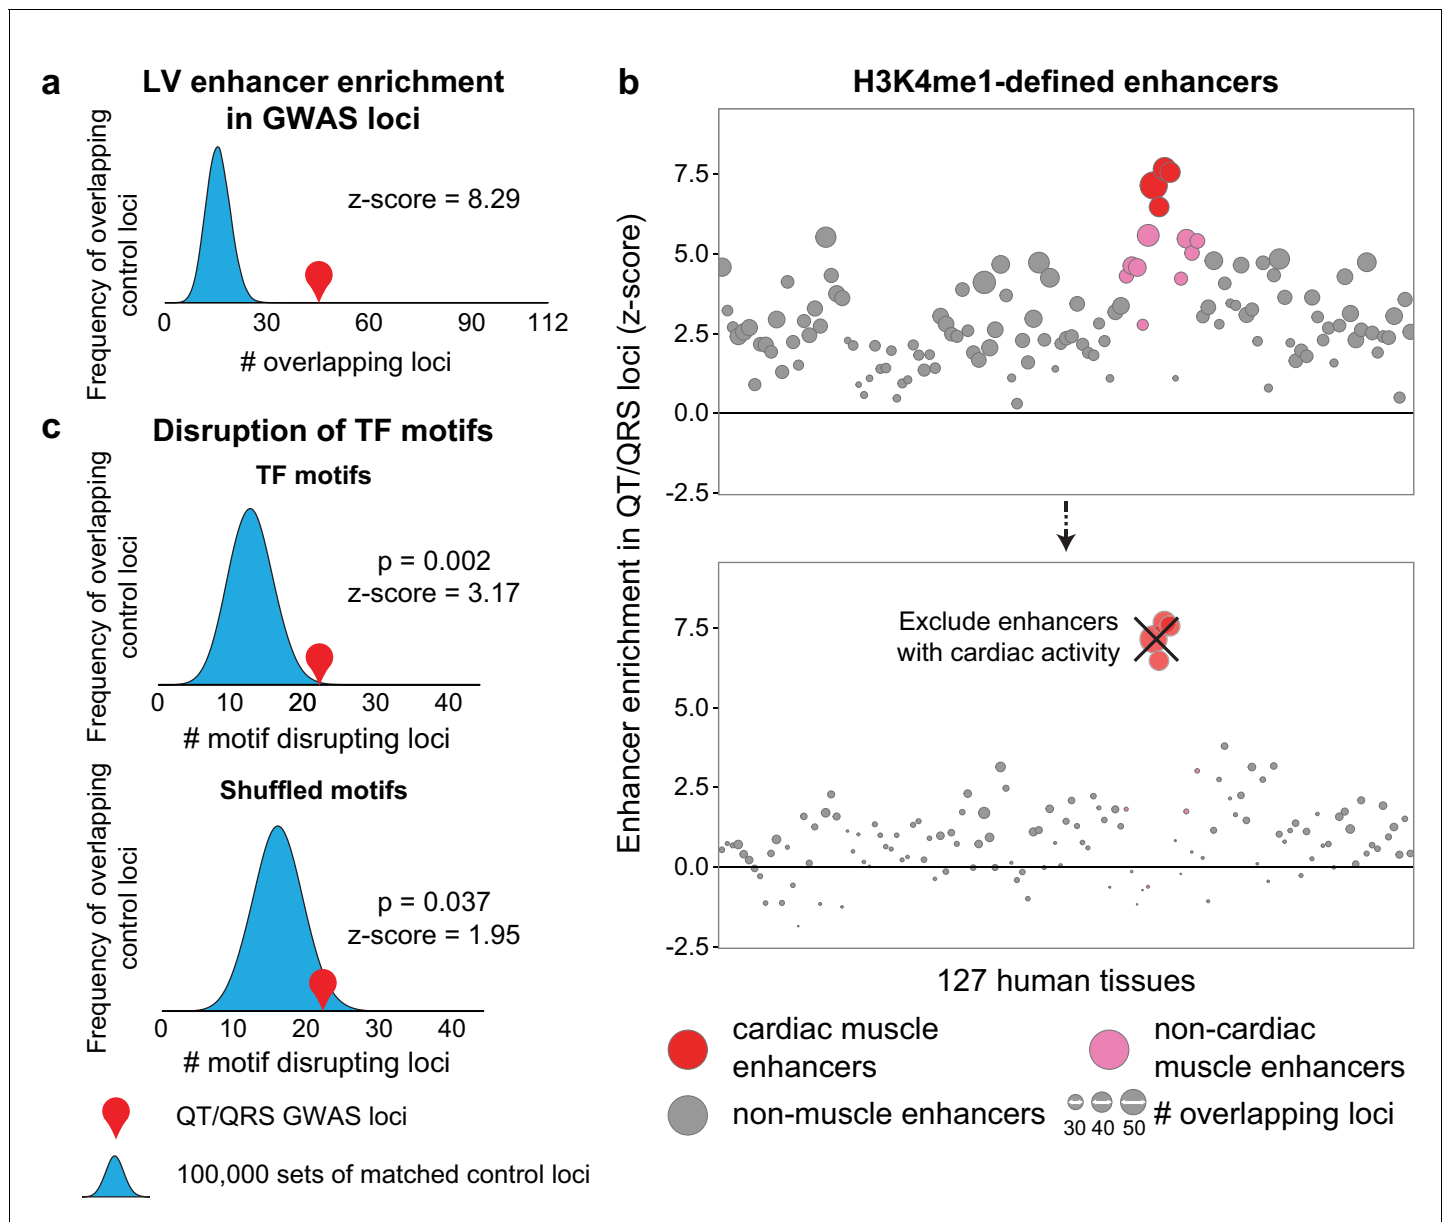 a
LV enhancer enrichment
in GWAS loci
Frequency of overlapping
control loci
z-score = 8.29
0 30 60 90 112
# overlapping loci
c
Disruption of TF motifs
TF motifs
Frequency of overlapping
control loci
p = 0.002
z-score = 3.17
0 10 20 30 40
# motif disrupting loci
Shuffled motifs
Frequency of overlapping
control loci
p = 0.037
z-score = 1.95
0 10 20 30 40
# motif disrupting loci
QT/QRS GWAS loci
100,000 sets of matched control loci
b
H3K4me1-defined enhancers
Enhancer enrichment in QT/QRS loci (z-score)
7.5
5.0
2.5
0.0
-2.5
Exclude enhancers
with cardiac activity
7.5
5.0
2.5
0.0
-2.5
127 human tissues
cardiac muscle
enhancers
non-cardiac
muscle enhancers
non-muscle enhancers
30 40 50
# overlapping loci